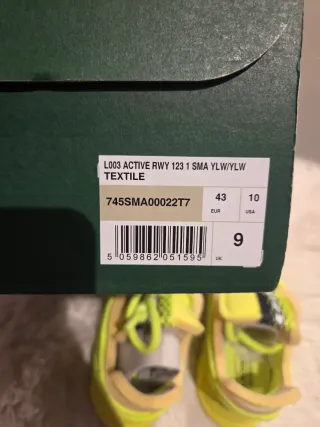 L003 ACTIVE RWY 123 1 SMA YLW/YLW
TEXTILE
745SMA00022T7
43
EUR
10
USA
9
UK
5 059862 051595